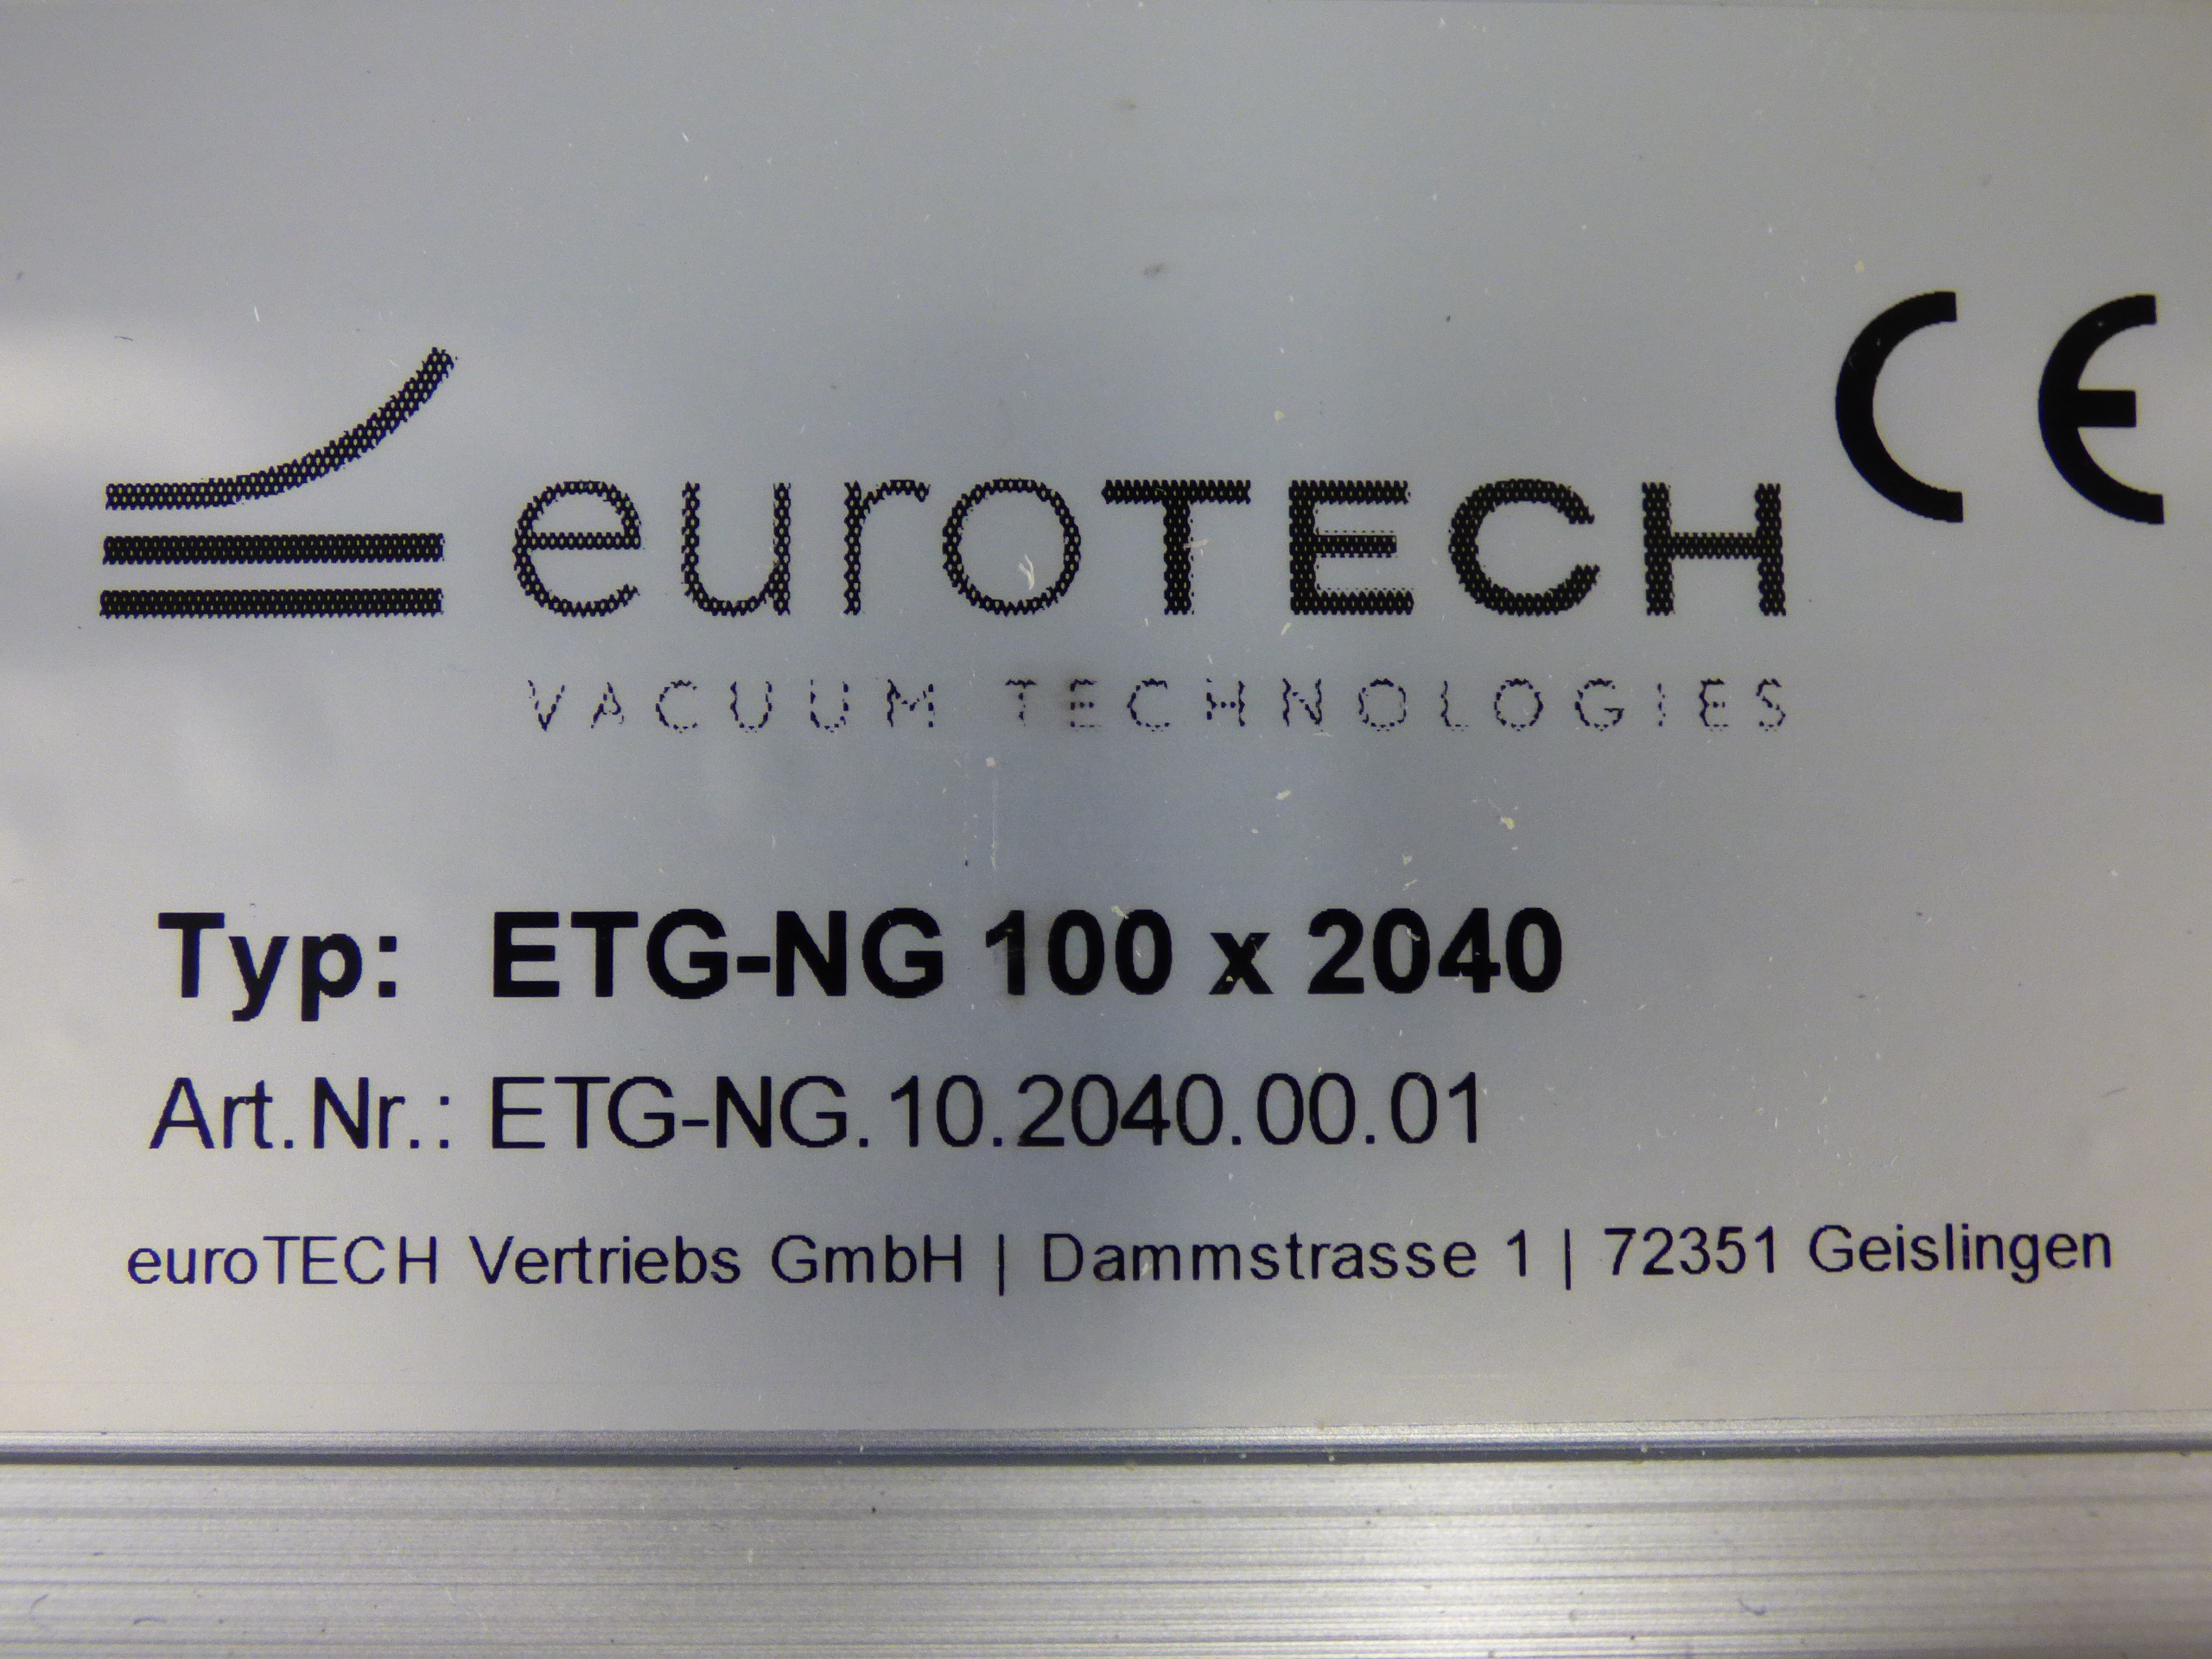 CE
euroTECH
VACUUM TECHNOLOGIES
Typ: ETG-NG 100 x 2040
Art.Nr.: ETG-NG.10.2040.00.01
euroTECH Vertriebs GmbH | Dammstrasse 1 | 72351 Geislingen